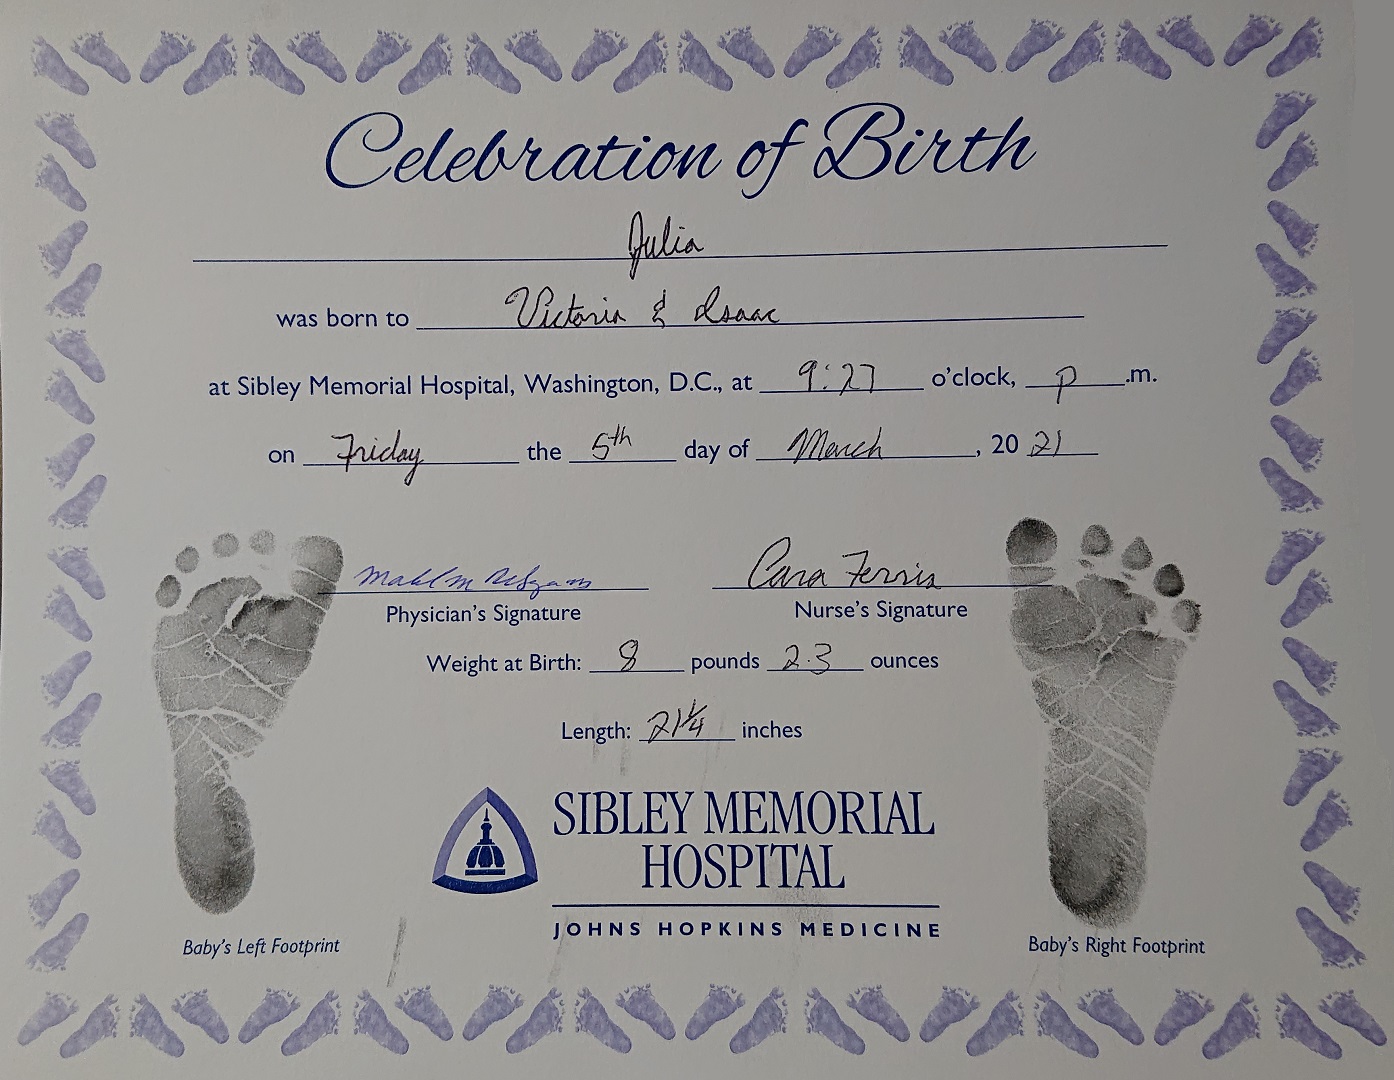 Celebration of Birth
Julia
was born to Victoria & Isaac
at Sibley Memorial Hospital, Washington, D.C., at 9:27 o'clock, p.m.
on Friday the 5th day of March, 2021
Cara Ferris
Physician's Signature Nurse's Signature
Weight at Birth: 8 pounds 2.3 ounces
Length: 21 1/4 inches
SIBLEY MEMORIAL
HOSPITAL
JOHNS HOPKINS MEDICINE
Baby's Left Footprint Baby's Right Footprint